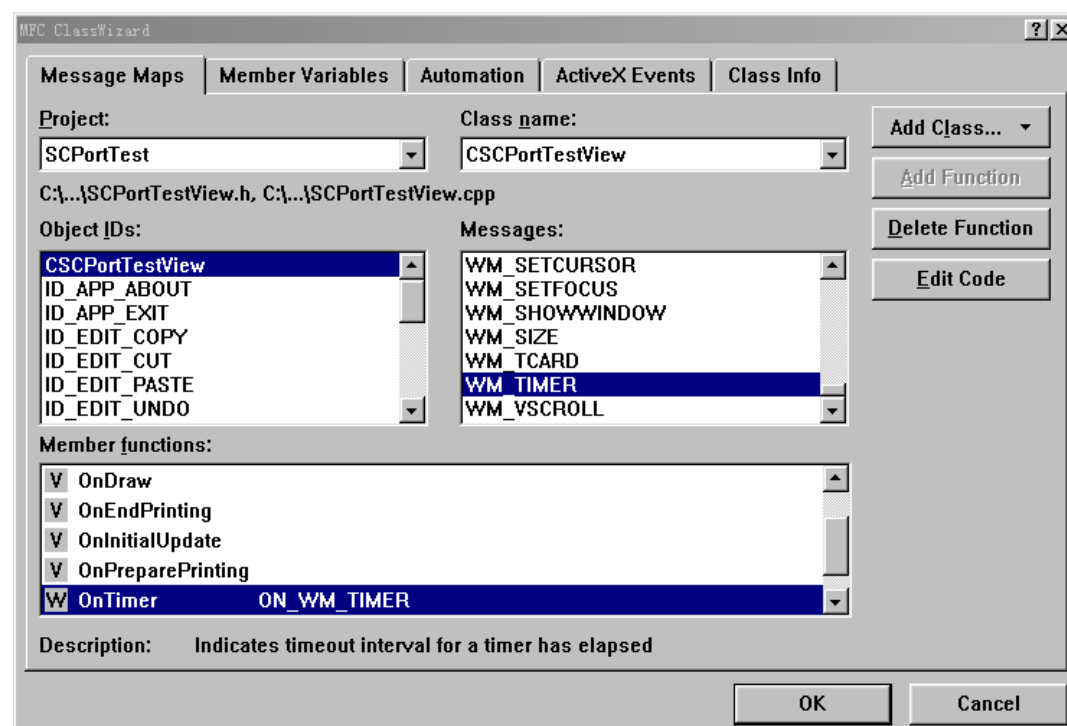 MFC ClassWizard
Message Maps Member Variables Automation ActiveX Events Class Info
Project: Class name:
SCPortTest CSCPortTestView
C:\...\SCPortTestView.h, C:\...\SCPortTestView.cpp
Object IDs: Messages:
CSCPortTestView WM_SETCURSOR
ID_APP_ABOUT WM_SETFOCUS
ID_APP_EXIT WM_SHOWWINDOW
ID_EDIT_COPY WM_SIZE
ID_EDIT_CUT WM_TCARD
ID_EDIT_PASTE WM_TIMER
ID_EDIT_UNDO WM_VSCROLL
Add Class...
Add Function
Delete Function
Edit Code
Member functions:
V OnDraw
V OnEndPrinting
V OnInitialUpdate
V OnPreparePrinting
W OnTimer ON_WM_TIMER
Description: Indicates timeout interval for a timer has elapsed
OK Cancel